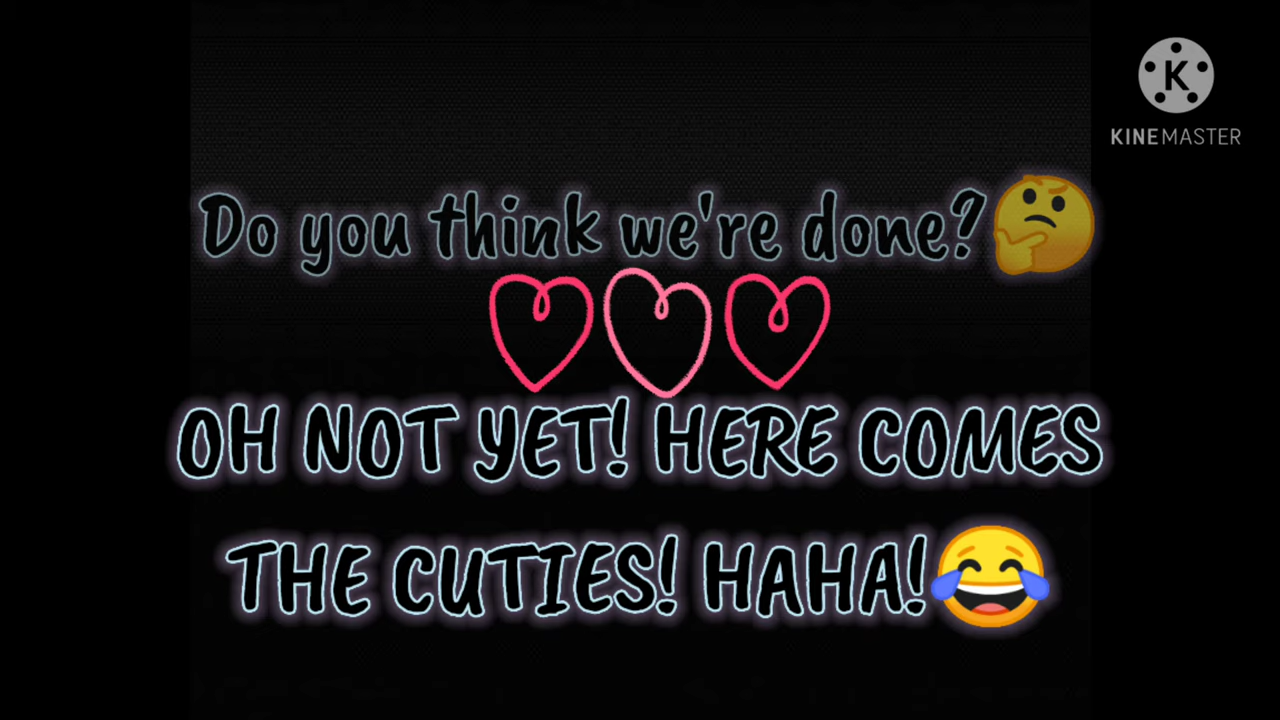 K
KINEMASTER
Do you think we're done?🤔
OH NOT YET! HERE COMES
THE CUTIES! HAHA!😂